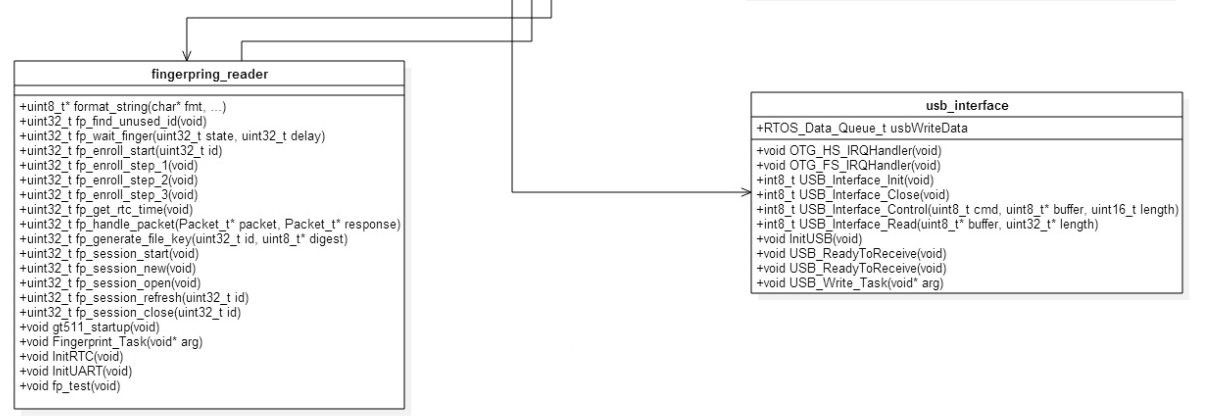 fingerpring_reader
+uint8_t* format_string(char* fmt, ...)
+uint32_t fp_find_unused_id(void)
+uint32_t fp_wait_finger(uint32_t state, uint32_t delay)
+uint32_t fp_enroll_start(uint32_t id)
+uint32_t fp_enroll_step_1(void)
+uint32_t fp_enroll_step_2(void)
+uint32_t fp_enroll_step_3(void)
+uint32_t fp_get_rtc_time(void)
+uint32_t fp_handle_packet(Packet_t* packet, Packet_t* response)
+uint32_t fp_generate_file_key(uint32_t id, uint8_t* digest)
+uint32_t fp_session_start(void)
+uint32_t fp_session_new(void)
+uint32_t fp_session_open(void)
+uint32_t fp_session_refresh(uint32_t id)
+uint32_t fp_session_close(uint32_t id)
+void gt511_startup(void)
+void Fingerprint_Task(void* arg)
+void InitRTC(void)
+void InitUART(void)
+void fp_test(void)
usb_interface
+RTOS_Data_Queue_t usbWriteData
+void OTG_HS_IRQHandler(void)
+void OTG_FS_IRQHandler(void)
+int8_t USB_Interface_Init(void)
+int8_t USB_Interface_Close(void)
+int8_t USB_Interface_Control(uint8_t cmd, uint8_t* buffer, uint16_t length)
+int8_t USB_Interface_Read(uint8_t* buffer, uint32_t* length)
+void InitUSB(void)
+void USB_ReadyToReceive(void)
+void USB_ReadyToReceive(void)
+void USB_Write_Task(void* arg)